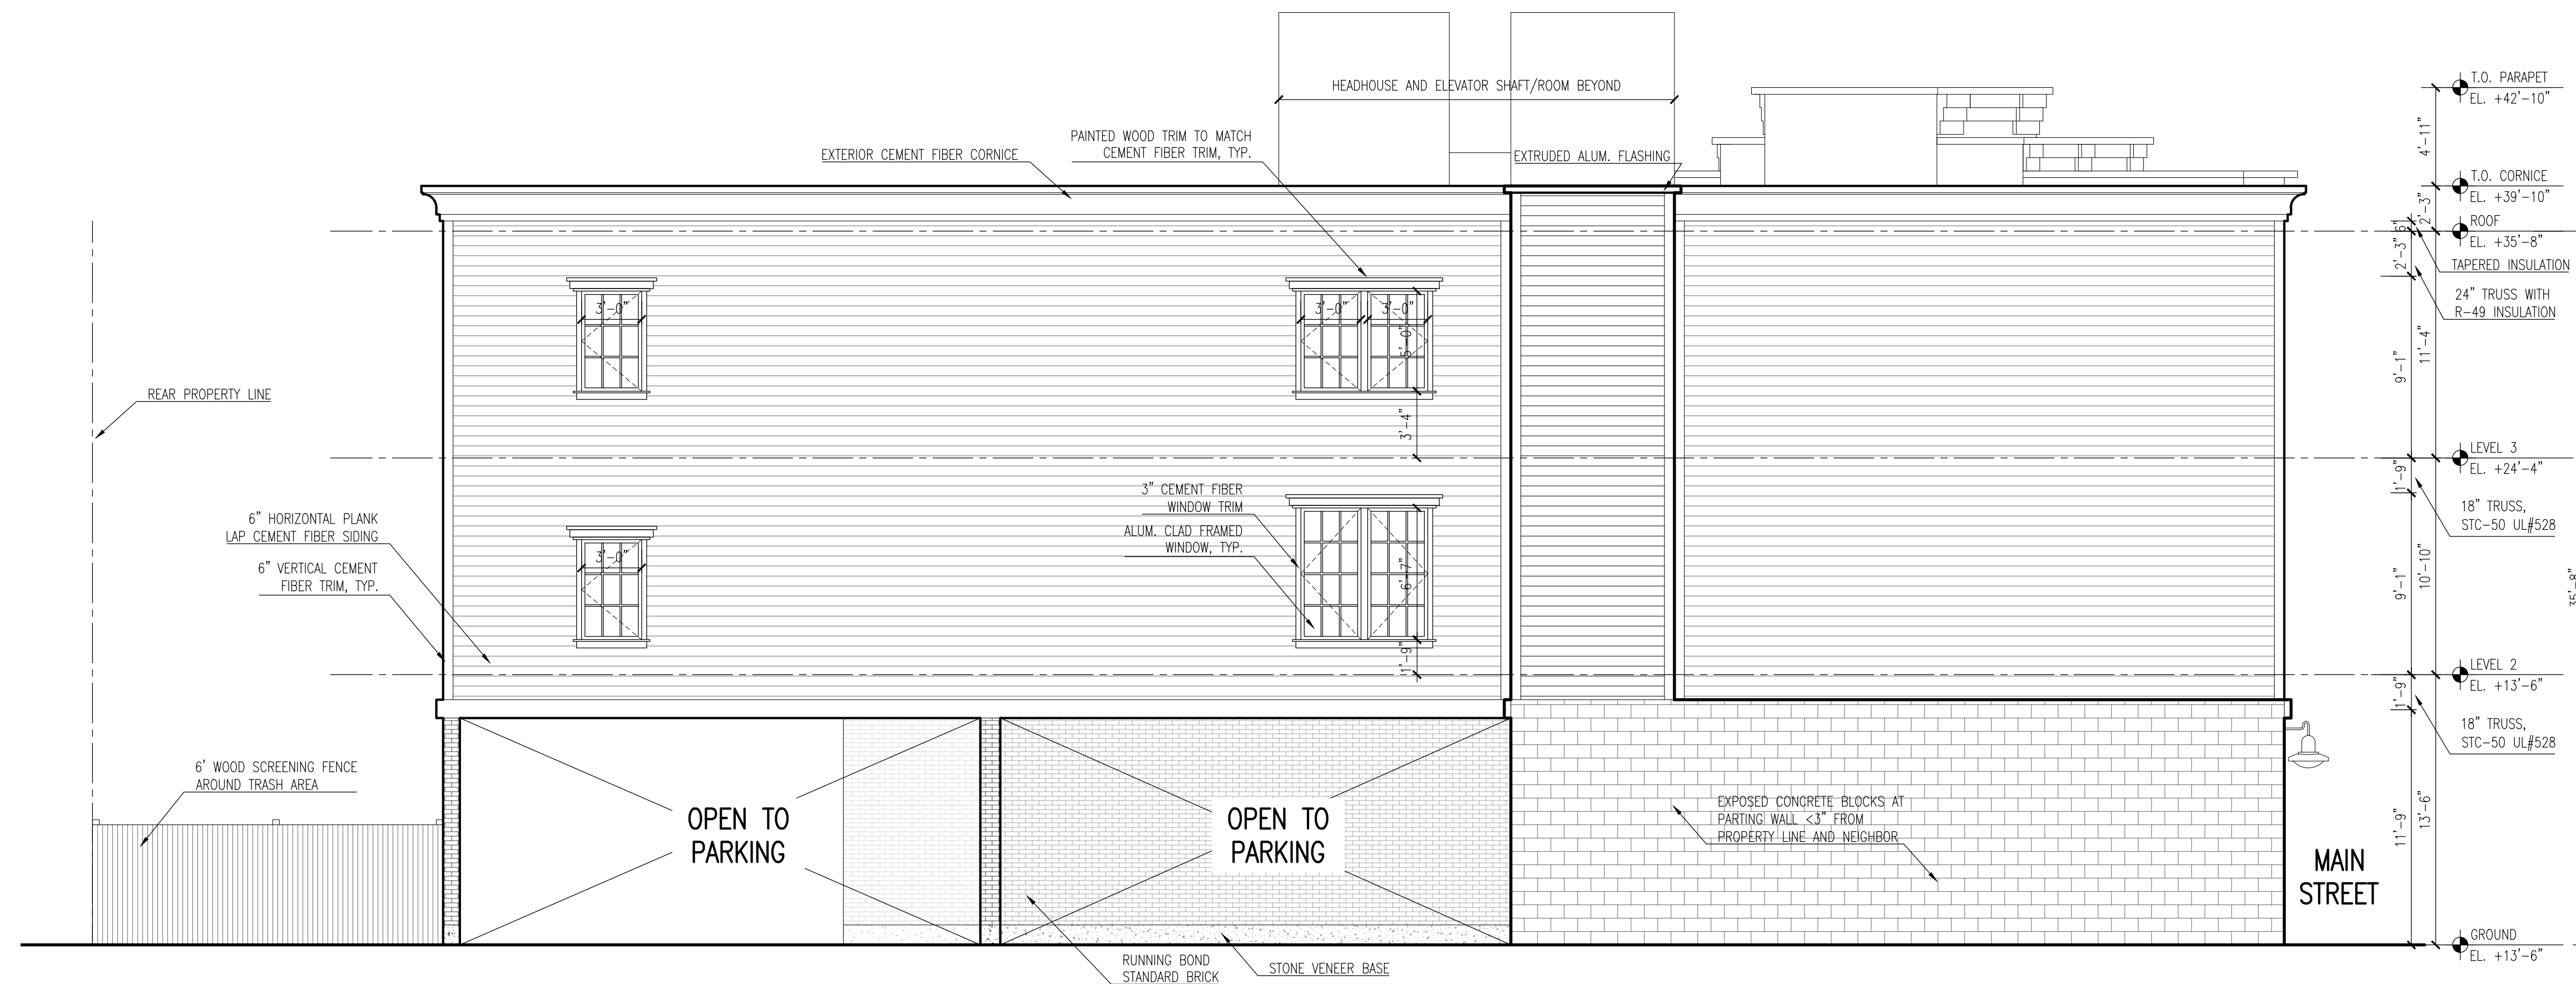 HEADHOUSE AND ELEVATOR SHAFT/ROOM BEYOND
PAINTED WOOD TRIM TO MATCH
CEMENT FIBER TRIM, TYP.
EXTERIOR CEMENT FIBER CORNICE
EXTRUDED ALUM. FLASHING
T.O. PARAPET
EL. +42'-10"
4'-11"
T.O. CORNICE
EL. +39'-10"
2'-3"
6"
ROOF
EL. +35'-8"
2'-3"
TAPERED INSULATION
24" TRUSS WITH
R-49 INSULATION
3'-0"
3'-0"
3'-0"
5'-0"
3'-4"
9'-1"
11'-4"
REAR PROPERTY LINE
LEVEL 3
EL. +24'-4"
1'-9"
18" TRUSS,
STC-50 UL#528
3" CEMENT FIBER
WINDOW TRIM
ALUM. CLAD FRAMED
WINDOW, TYP.
6" HORIZONTAL PLANK
LAP CEMENT FIBER SIDING
6" VERTICAL CEMENT
FIBER TRIM, TYP.
3'-0"
6'-7"
1'-9"
9'-1"
10'-10"
35'-8"
LEVEL 2
EL. +13'-6"
1'-9"
18" TRUSS,
STC-50 UL#528
6' WOOD SCREENING FENCE
AROUND TRASH AREA
OPEN TO
PARKING
OPEN TO
PARKING
EXPOSED CONCRETE BLOCKS AT
PARTING WALL <3" FROM
PROPERTY LINE AND NEIGHBOR
11'-9"
13'-6"
MAIN
STREET
GROUND
EL. +13'-6"
RUNNING BOND
STANDARD BRICK
STONE VENEER BASE